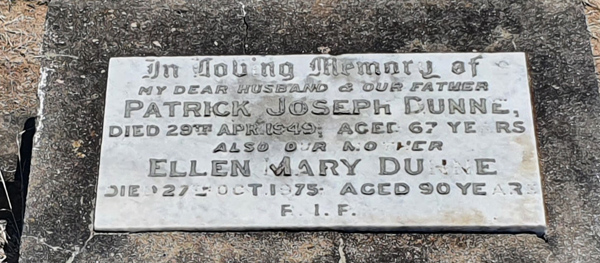 In Loving Memory of
MY DEAR HUSBAND & OUR FATHER
PATRICK JOSEPH DUNNE,
DIED 29TH APR. 1949, AGED 67 YEARS
ALSO OUR MOTHER
ELLEN MARY DUNNE
DIED 27TH OCT. 1975 AGED 90 YEARS
R. I. P.